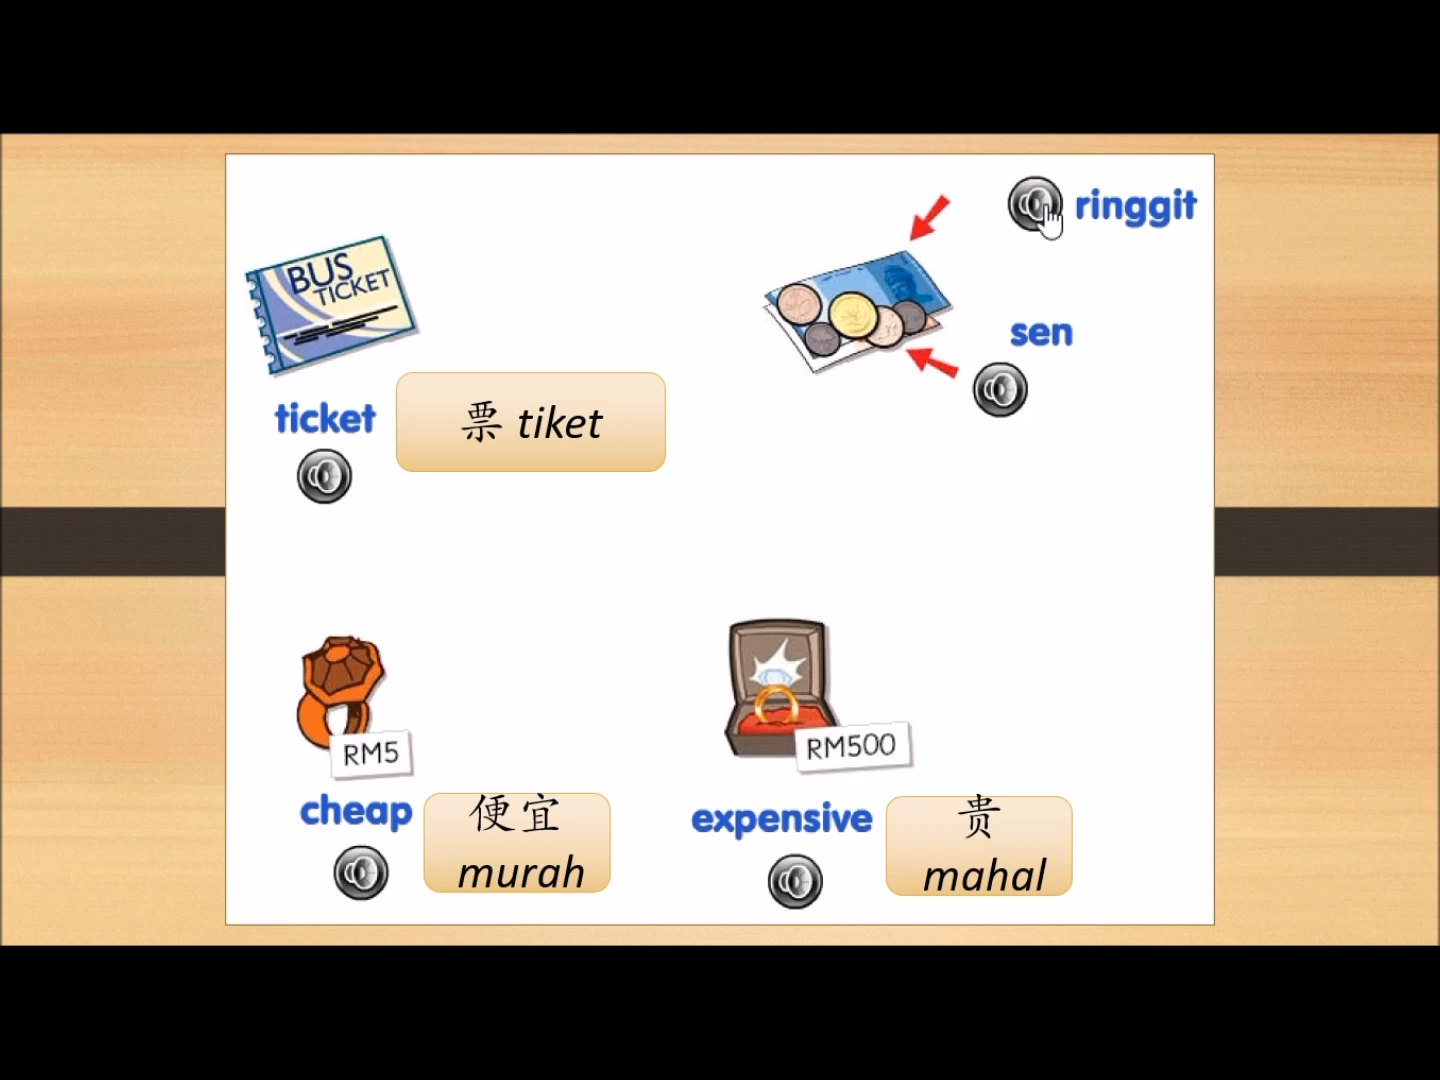 ringgit
BUS
TICKET
sen
ticket
票 tiket
RM5
RM500
cheap
便宜
murah
expensive
贵
mahal